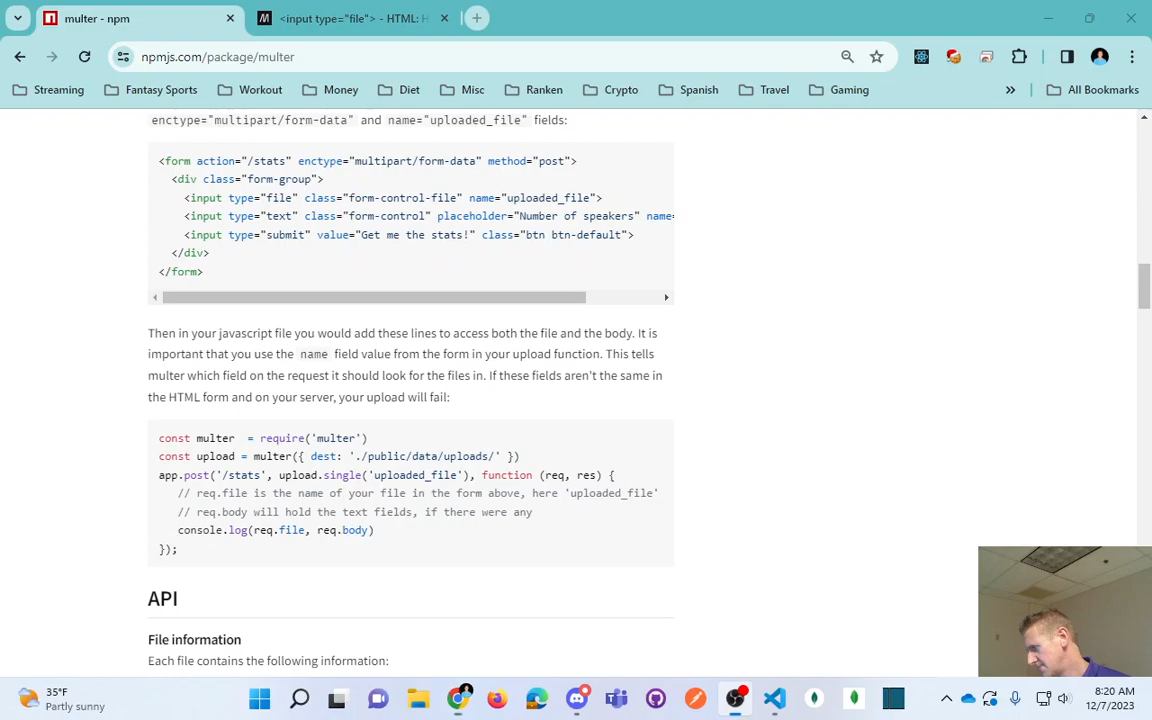 multer - npm
<input type="file"> - HTML: H
npmjs.com/package/multer
Streaming
Fantasy Sports
Workout
Money
Diet
Misc
Ranken
Crypto
Spanish
Travel
Gaming
»
All Bookmarks
enctype="multipart/form-data" and name="uploaded_file" fields:
<form action="/stats" enctype="multipart/form-data" method="post">
<div class="form-group">
<input type="file" class="form-control-file" name="uploaded_file">
<input type="text" class="form-control" placeholder="Number of speakers" name=
<input type="submit" value="Get me the stats!" class="btn btn-default">
</div>
</form>
Then in your javascript file you would add these lines to access both the file and the body. It is
important that you use the name field value from the form in your upload function. This tells
multer which field on the request it should look for the files in. If these fields aren't the same in
the HTML form and on your server, your upload will fail:
const multer  = require('multer')
const upload = multer({ dest: './public/data/uploads/' })
app.post('/stats', upload.single('uploaded_file'), function (req, res) {
// req.file is the name of your file in the form above, here 'uploaded_file'
// req.body will hold the text fields, if there were any
console.log(req.file, req.body)
});
API
File information
Each file contains the following information:
35°F
Partly sunny
8:20 AM
12/7/2023